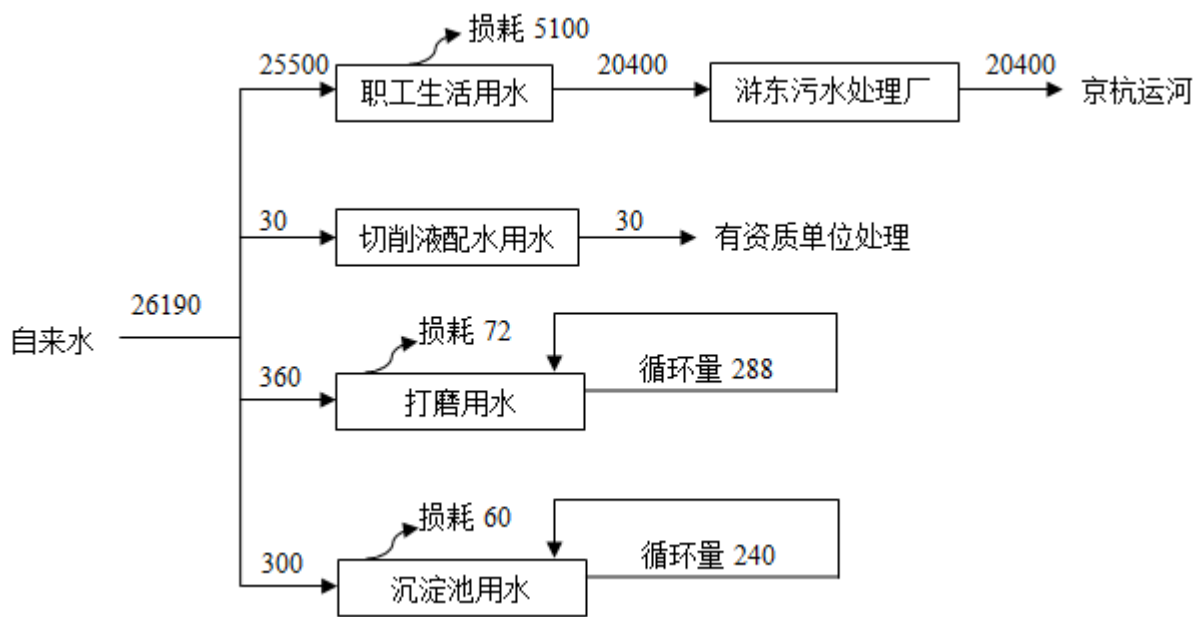 损耗 5100
25500
职工生活用水
20400
浒东污水处理厂
20400
京杭运河
30
切削液配水用水
30
有资质单位处理
自来水
26190
损耗 72
360
打磨用水
循环量 288
损耗 60
300
沉淀池用水
循环量 240